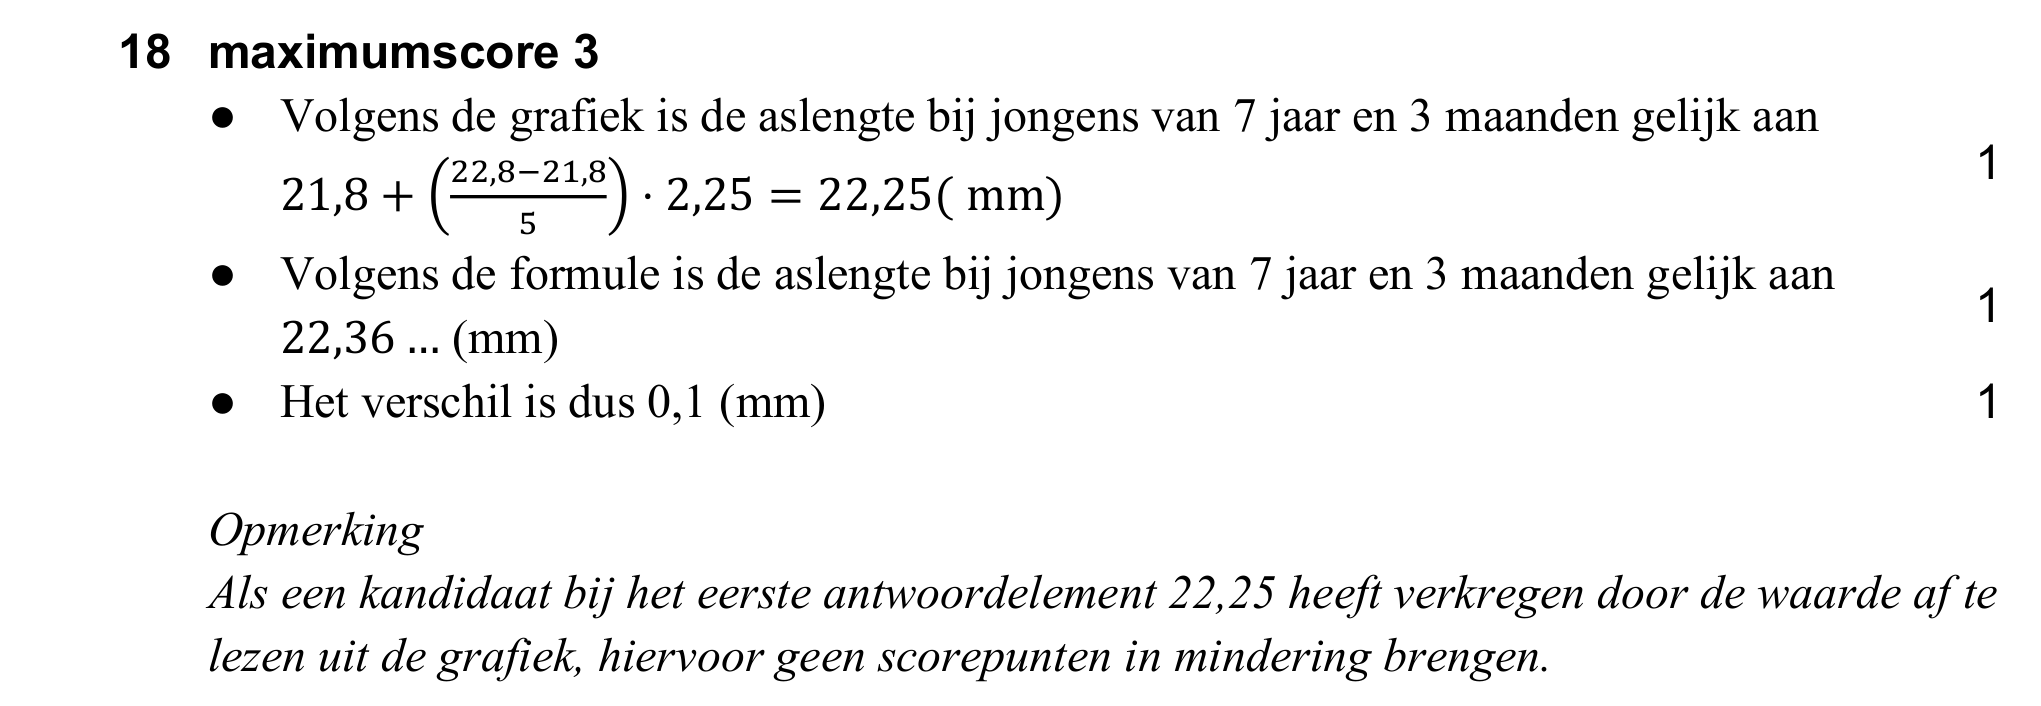 18 maximumscore 3
● Volgens de grafiek is de aslengte bij jongens van 7 jaar en 3 maanden gelijk aan
21,8 + (22,8−21,8 / 5) · 2,25 = 22,25( mm) 1
● Volgens de formule is de aslengte bij jongens van 7 jaar en 3 maanden gelijk aan
22,36 ... (mm) 1
● Het verschil is dus 0,1 (mm) 1
Opmerking
Als een kandidaat bij het eerste antwoordelement 22,25 heeft verkregen door de waarde af te
lezen uit de grafiek, hiervoor geen scorepunten in mindering brengen.